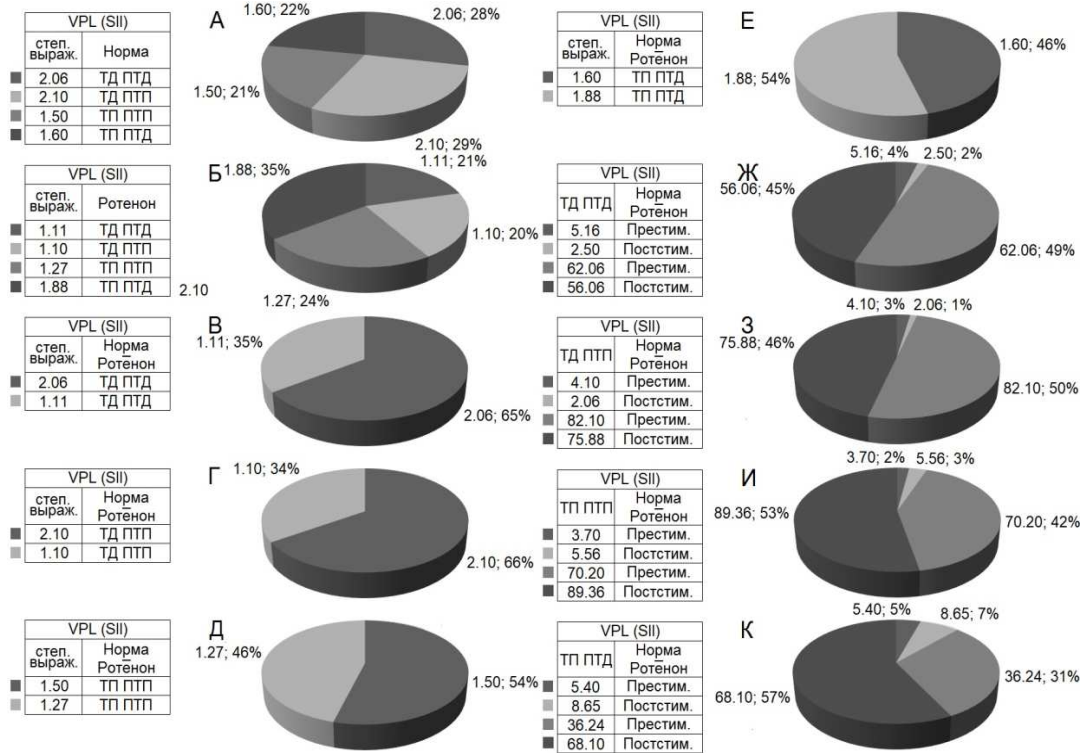 VPL (SII)
степ. выраж. Норма
2.06 ТД ПТД
2.10 ТД ПТП
1.50 ТП ПТП
1.60 ТП ПТД
А
1.60; 22%
2.06; 28%
1.50; 21%
2.10; 29%
VPL (SII)
степ. выраж. Ротенон
1.11 ТД ПТД
1.10 ТД ПТП
1.27 ТП ПТП
1.88 ТП ПТД
2.10
Б
1.88; 35%
1.11; 21%
1.10; 20%
1.27; 24%
VPL (SII)
степ. выраж. Норма – Ротенон
2.06 ТД ПТД
1.11 ТД ПТД
В
1.11; 35%
2.06; 65%
VPL (SII)
степ. выраж. Норма – Ротенон
2.10 ТД ПТП
1.10 ТД ПТП
Г
1.10; 34%
2.10; 66%
VPL (SII)
степ. выраж. Норма – Ротенон
1.50 ТП ПТП
1.27 ТП ПТП
Д
1.27; 46%
1.50; 54%
VPL (SII)
степ. выраж. Норма – Ротенон
1.60 ТП ПТД
1.88 ТП ПТД
Е
1.60; 46%
1.88; 54%
VPL (SII)
ТД ПТД Норма – Ротенон
5.16 Престим.
2.50 Постстим.
62.06 Престим.
56.06 Постстим.
Ж
5.16; 4%
2.50; 2%
56.06; 45%
62.06; 49%
VPL (SII)
ТД ПТП Норма – Ротенон
4.10 Престим.
2.06 Постстим.
82.10 Престим.
75.88 Постстим.
З
4.10; 3%
2.06; 1%
75.88; 46%
82.10; 50%
VPL (SII)
ТП ПТП Норма – Ротенон
3.70 Престим.
5.56 Постстим.
70.20 Престим.
89.36 Постстим.
И
3.70; 2%
5.56; 3%
89.36; 53%
70.20; 42%
VPL (SII)
ТП ПТД Норма – Ротенон
5.40 Престим.
8.65 Постстим.
36.24 Престим.
68.10 Постстим.
К
5.40; 5%
8.65; 7%
68.10; 57%
36.24; 31%